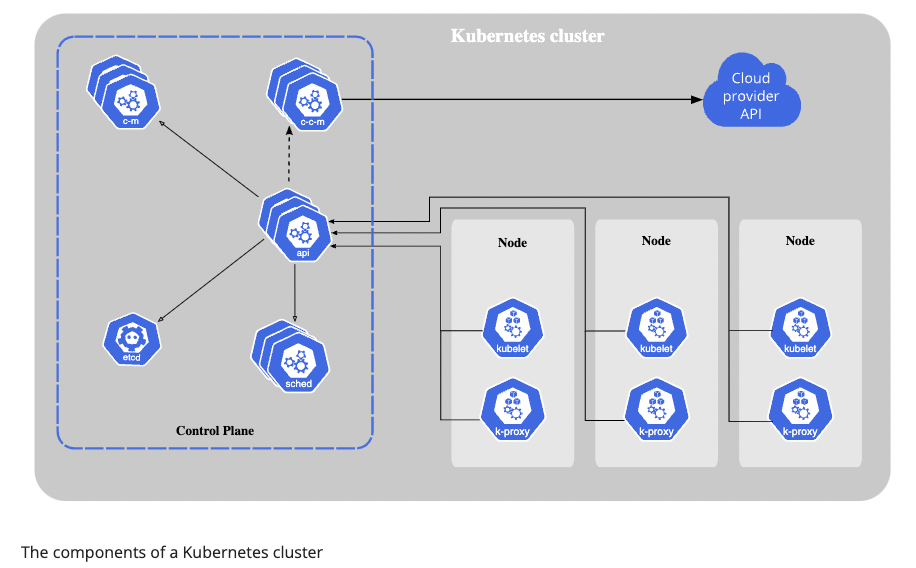 Kubernetes cluster
c-m
c-c-m
Cloud
provider
API
api
etcd
sched
Control Plane
Node
kubelet
k-proxy
Node
kubelet
k-proxy
Node
kubelet
k-proxy
The components of a Kubernetes cluster